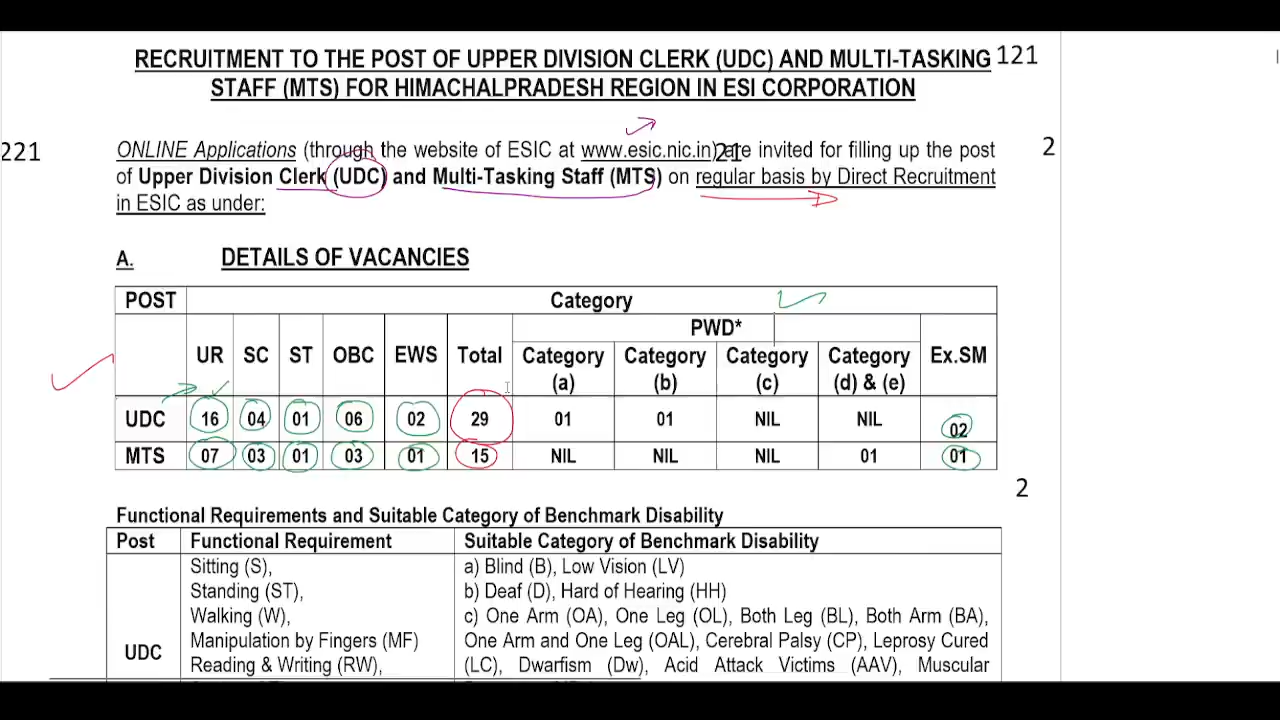 RECRUITMENT TO THE POST OF UPPER DIVISION CLERK (UDC) AND MULTI-TASKING 121
STAFF (MTS) FOR HIMACHALPRADESH REGION IN ESI CORPORATION
221 ONLINE Applications (through the website of ESIC at www.esic.nic.in) are invited for filling up the post 2
21
of Upper Division Clerk (UDC) and Multi-Tasking Staff (MTS) on regular basis by Direct Recruitment
in ESIC as under:
A. DETAILS OF VACANCIES
POST Category
PWD*
UR SC ST OBC EWS Total Category (a) Category (b) Category (c) Category (d) & (e) Ex.SM
UDC 16 04 01 06 02 29 01 01 NIL NIL 02
MTS 07 03 01 03 01 15 NIL NIL NIL 01 01
2
Functional Requirements and Suitable Category of Benchmark Disability
Post Functional Requirement Suitable Category of Benchmark Disability
Sitting (S), a) Blind (B), Low Vision (LV)
Standing (ST), b) Deaf (D), Hard of Hearing (HH)
Walking (W), c) One Arm (OA), One Leg (OL), Both Leg (BL), Both Arm (BA),
Manipulation by Fingers (MF) One Arm and One Leg (OAL), Cerebral Palsy (CP), Leprosy Cured
UDC Reading & Writing (RW), (LC), Dwarfism (Dw), Acid Attack Victims (AAV), Muscular